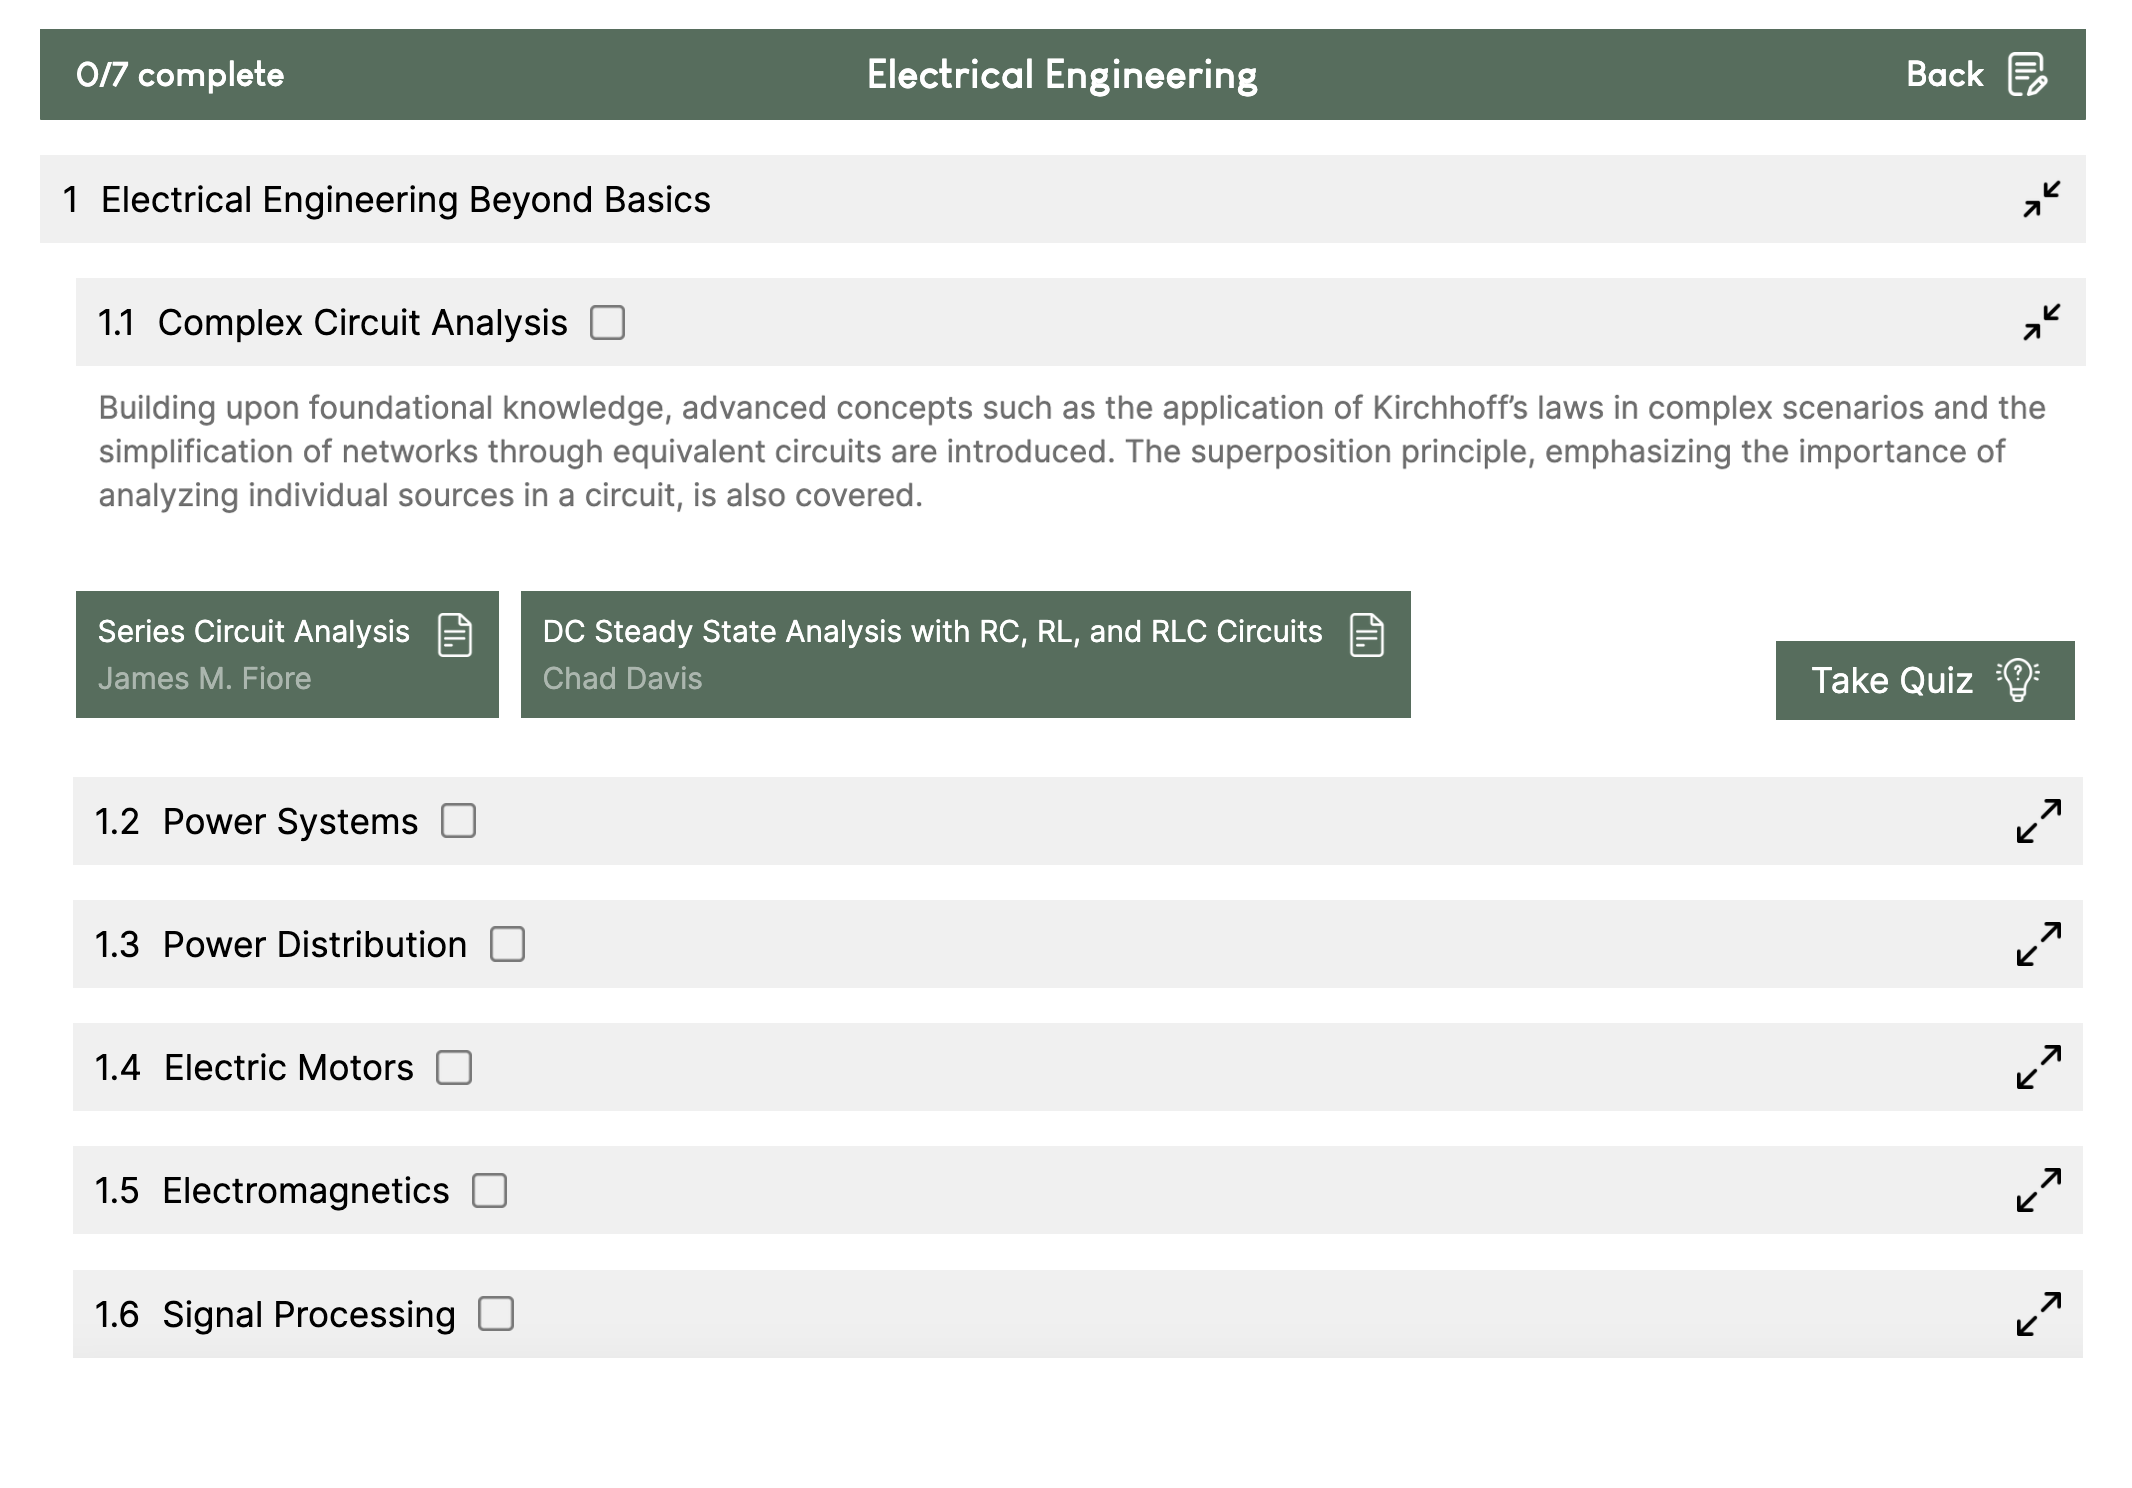 0/7 complete
Electrical Engineering
Back
1 Electrical Engineering Beyond Basics
1.1 Complex Circuit Analysis
Building upon foundational knowledge, advanced concepts such as the application of Kirchhoff's laws in complex scenarios and the
simplification of networks through equivalent circuits are introduced. The superposition principle, emphasizing the importance of
analyzing individual sources in a circuit, is also covered.
Series Circuit Analysis
James M. Fiore
DC Steady State Analysis with RC, RL, and RLC Circuits
Chad Davis
Take Quiz
1.2 Power Systems
1.3 Power Distribution
1.4 Electric Motors
1.5 Electromagnetics
1.6 Signal Processing